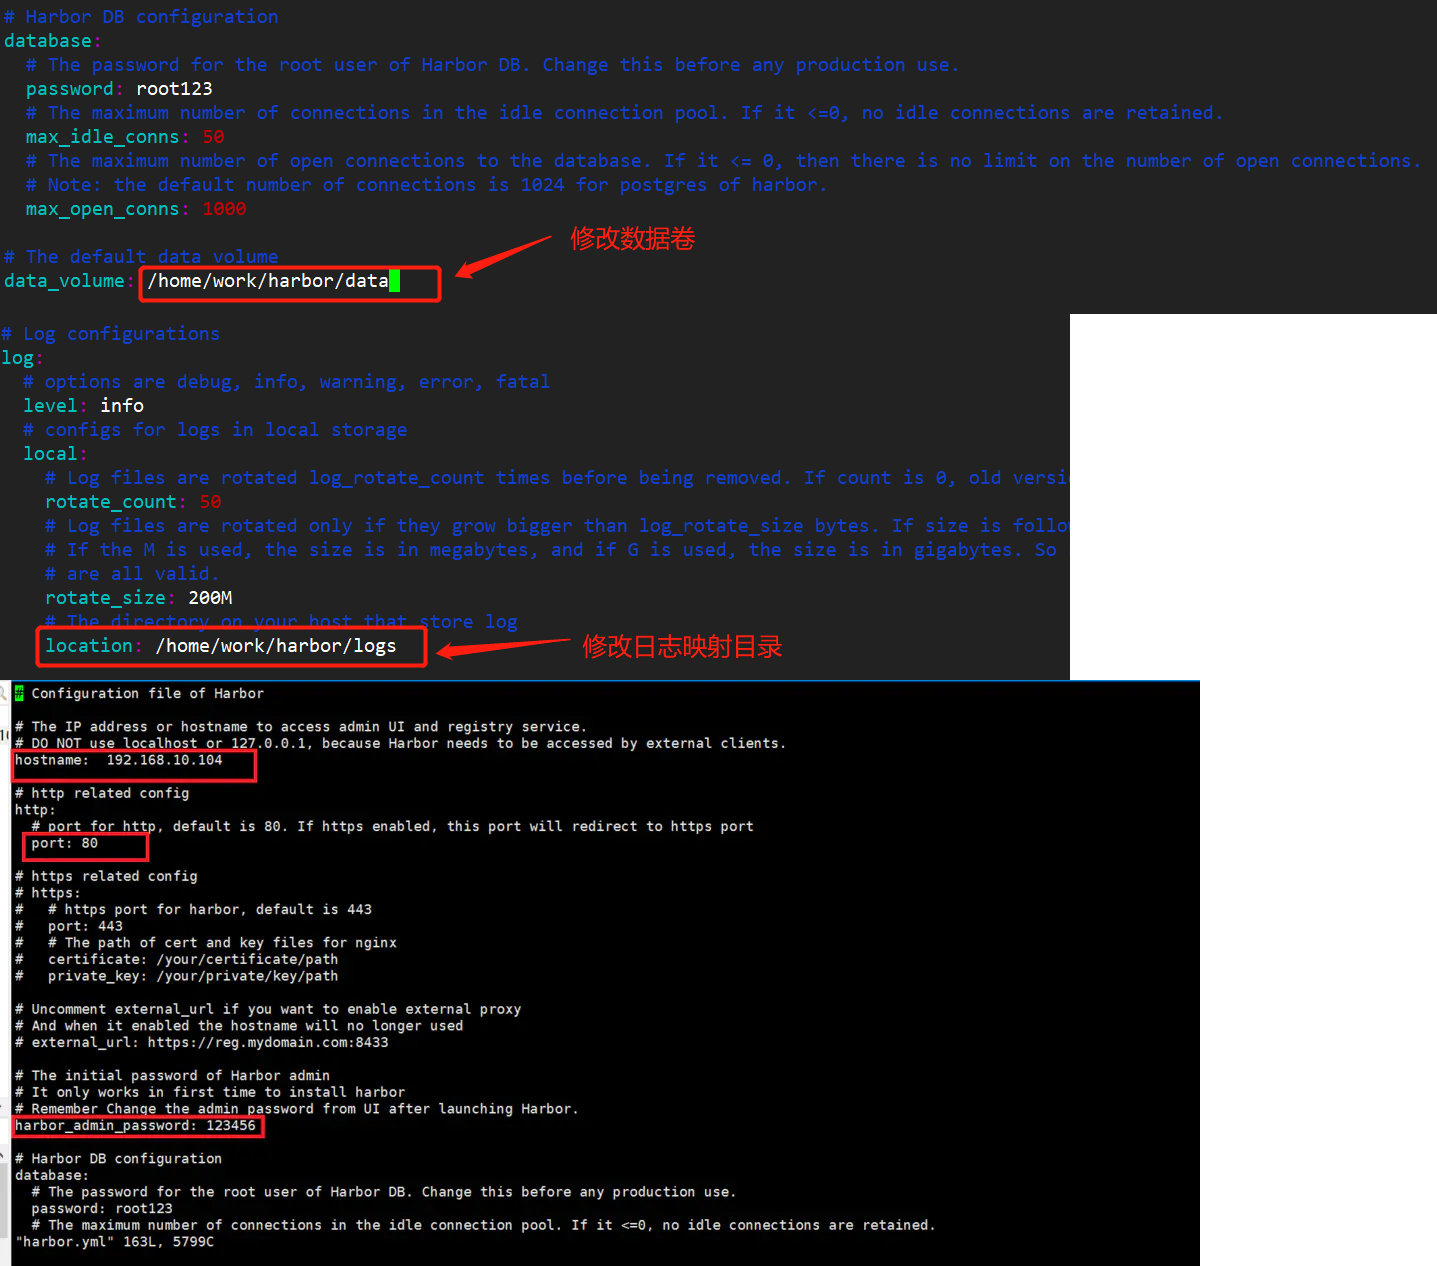 # Harbor DB configuration
database:
  # The password for the root user of Harbor DB. Change this before any production use.
  password: root123
  # The maximum number of connections in the idle connection pool. If it <=0, no idle connections are retained.
  max_idle_conns: 50
  # The maximum number of open connections to the database. If it <= 0, then there is no limit on the number of open connections.
  # Note: the default number of connections is 1024 for postgres of harbor.
  max_open_conns: 1000
修改数据卷
# The default data volume
data_volume: /home/work/harbor/data
# Log configurations
log:
  # options are debug, info, warning, error, fatal
  level: info
  # configs for logs in local storage
  local:
    # Log files are rotated log_rotate_count times before being removed. If count is 0, old versi
    rotate_count: 50
    # Log files are rotated only if they grow bigger than log_rotate_size bytes. If size is follo
    # If the M is used, the size is in megabytes, and if G is used, the size is in gigabytes. So
    # are all valid.
    rotate_size: 200M
    # The directory on your host that store log
    location: /home/work/harbor/logs
修改日志映射目录
# Configuration file of Harbor
# The IP address or hostname to access admin UI and registry service.
# DO NOT use localhost or 127.0.0.1, because Harbor needs to be accessed by external clients.
hostname:  192.168.10.104
# http related config
http:
  # port for http, default is 80. If https enabled, this port will redirect to https port
  port: 80
# https related config
# https:
#   # https port for harbor, default is 443
#   port: 443
#   # The path of cert and key files for nginx
#   certificate: /your/certificate/path
#   private_key: /your/private/key/path
# Uncomment external_url if you want to enable external proxy
# And when it enabled the hostname will no longer used
# external_url: https://reg.mydomain.com:8433
# The initial password of Harbor admin
# It only works in first time to install harbor
# Remember Change the admin password from UI after launching Harbor.
harbor_admin_password: 123456
# Harbor DB configuration
database:
  # The password for the root user of Harbor DB. Change this before any production use.
  password: root123
  # The maximum number of connections in the idle connection pool. If it <=0, no idle connections are retained.
"harbor.yml" 163L, 5799C